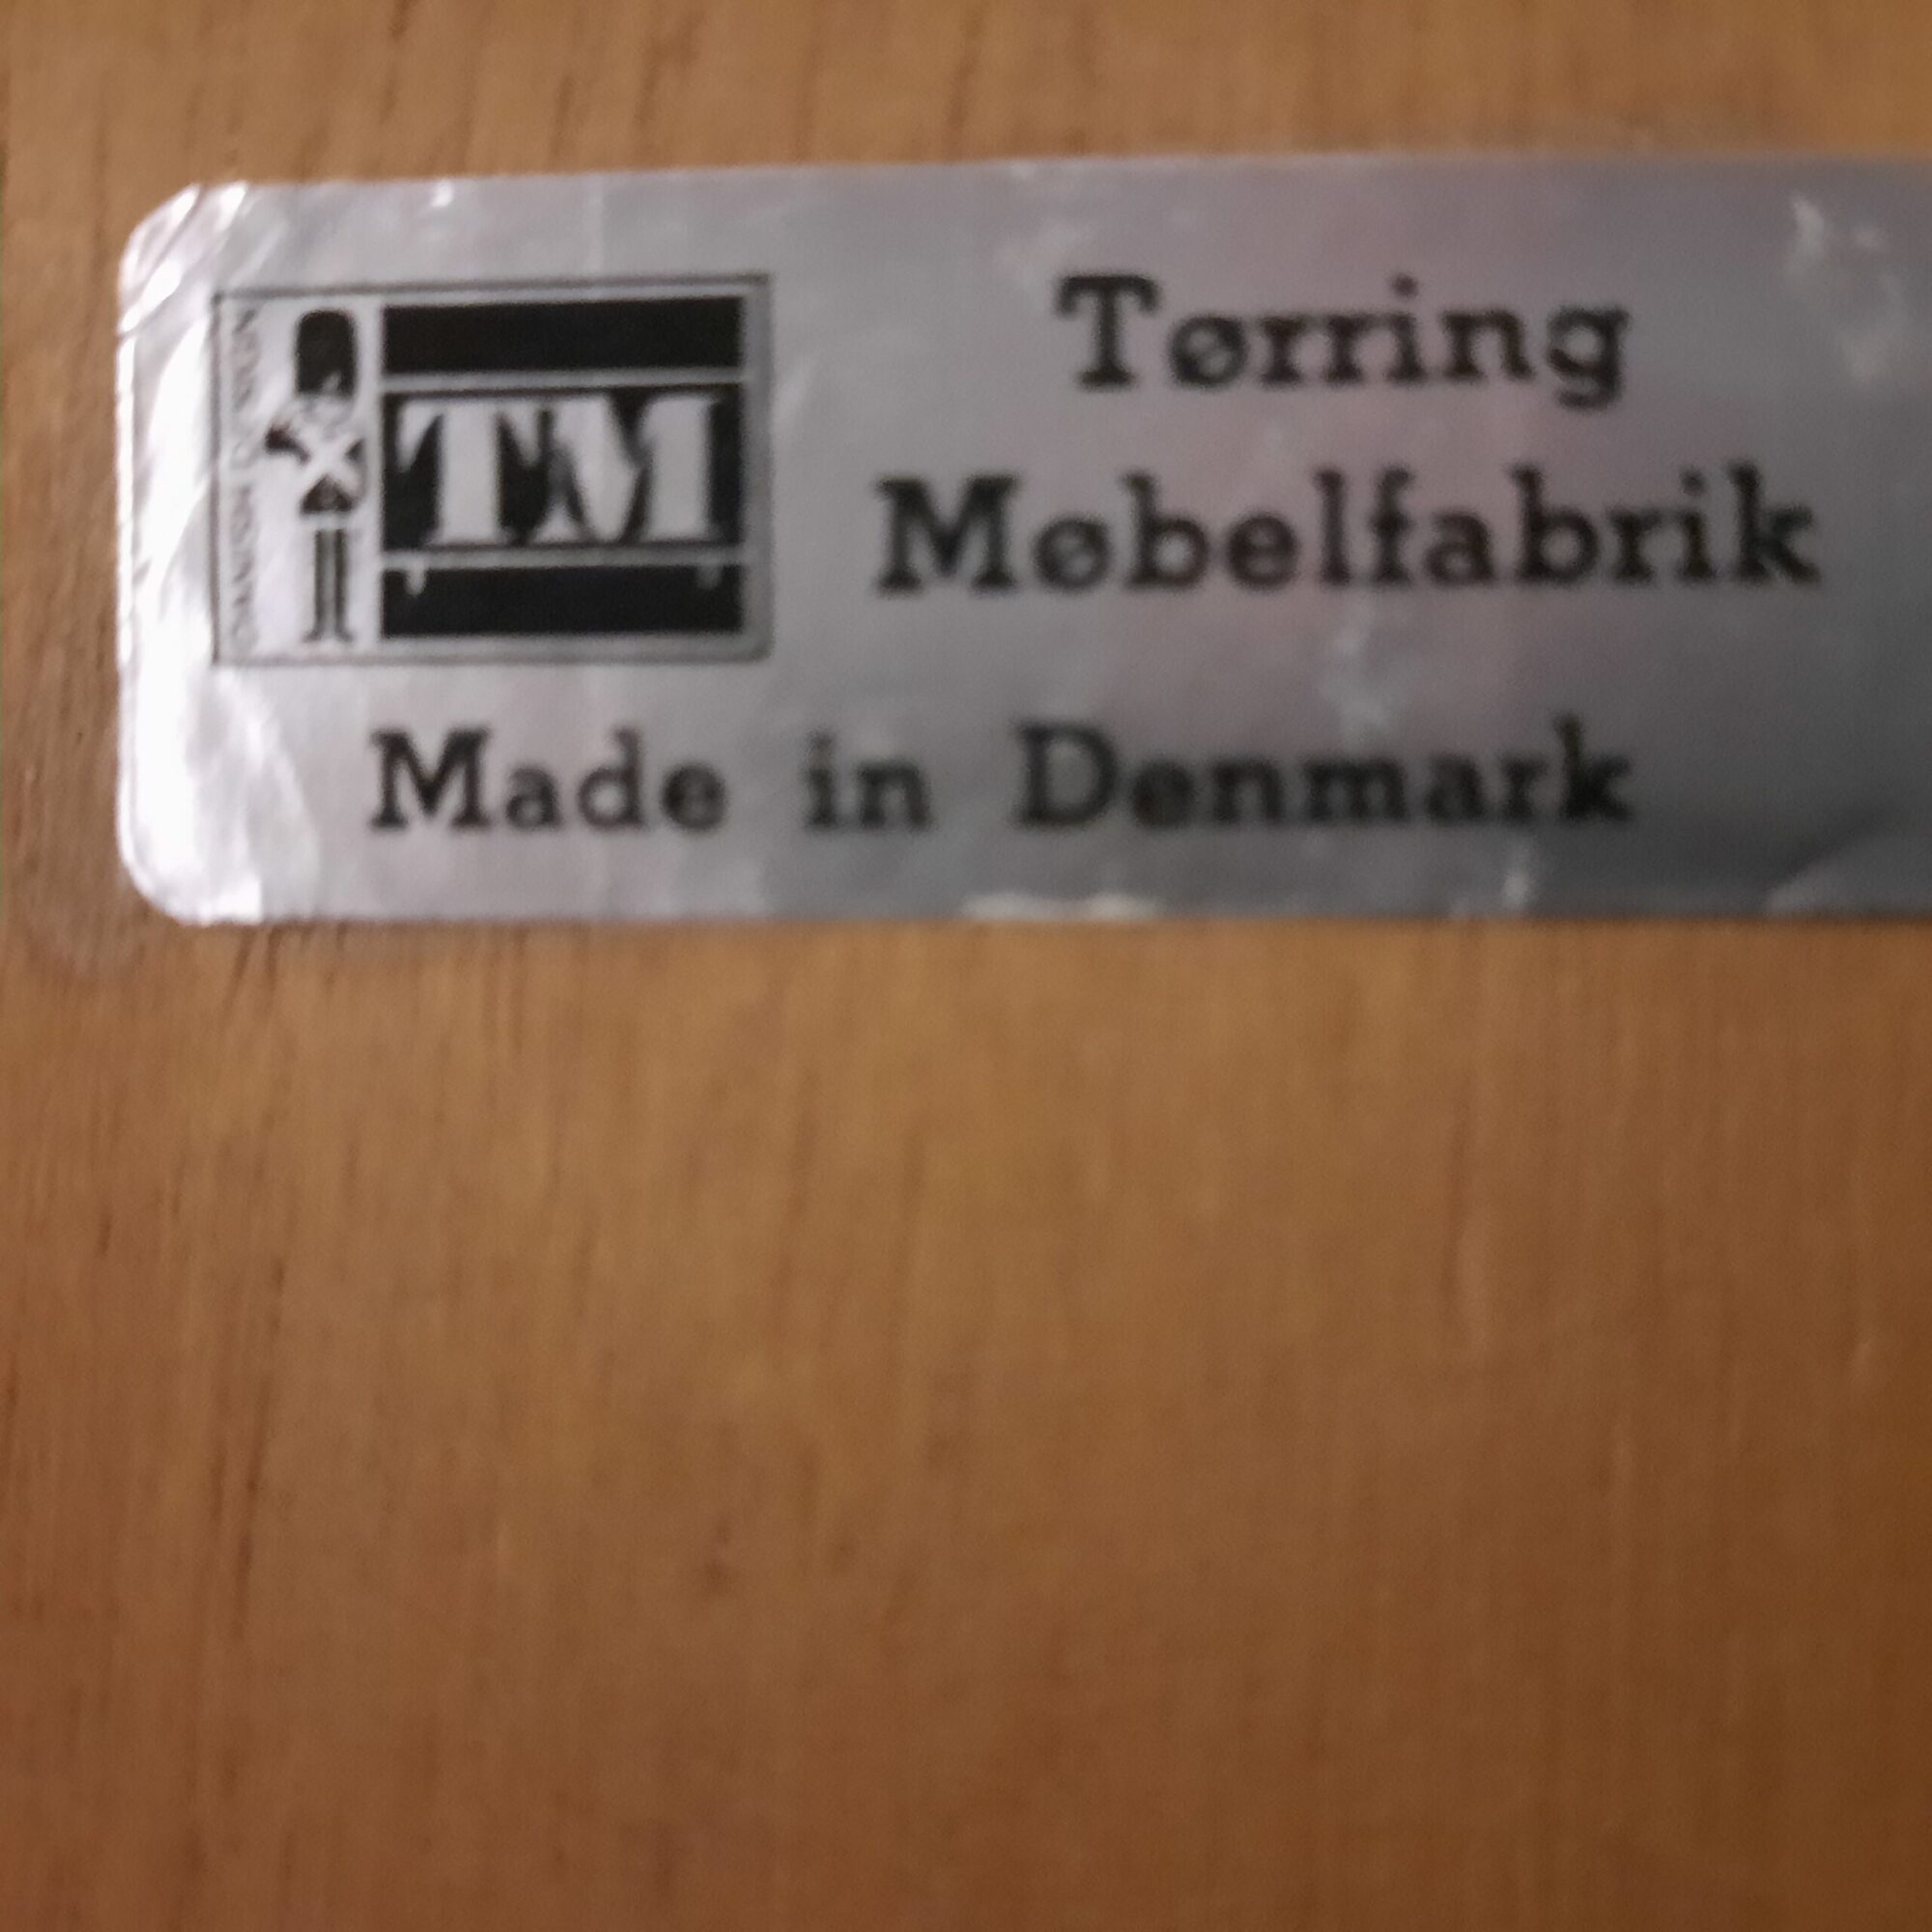 TM
Tørring
Møbelfabrik
Made in Denmark